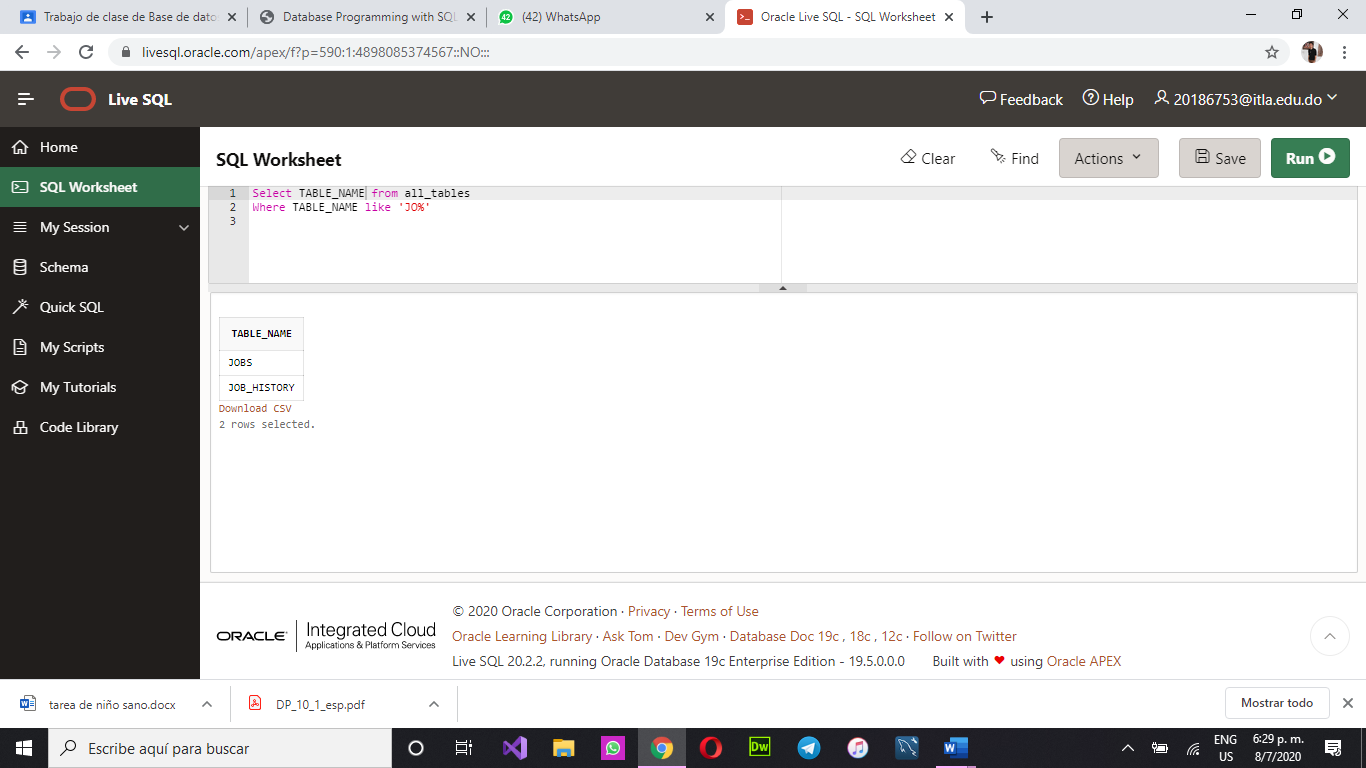 Trabajo de clase de Base de dato
Database Programming with SQL
(42) WhatsApp
Oracle Live SQL - SQL Worksheet
livesql.oracle.com/apex/f?p=590:1:4898085374567::NO:::
Live SQL
Feedback
Help
20186753@itla.edu.do
Home
SQL Worksheet
My Session
Schema
Quick SQL
My Scripts
My Tutorials
Code Library
SQL Worksheet
Clear
Find
Actions
Save
Run
1 Select TABLE_NAME from all_tables
2 Where TABLE_NAME like 'JO%'
3
TABLE_NAME
JOBS
JOB_HISTORY
Download CSV
2 rows selected.
ORACLE
Integrated Cloud
Applications & Platform Services
© 2020 Oracle Corporation · Privacy · Terms of Use
Oracle Learning Library · Ask Tom · Dev Gym · Database Doc 19c , 18c , 12c · Follow on Twitter
Live SQL 20.2.2, running Oracle Database 19c Enterprise Edition - 19.5.0.0.0 Built with ❤ using Oracle APEX
tarea de niño sano.docx
DP_10_1_esp.pdf
Mostrar todo
Escribe aquí para buscar
Dw
ENG
US
6:29 p. m.
8/7/2020